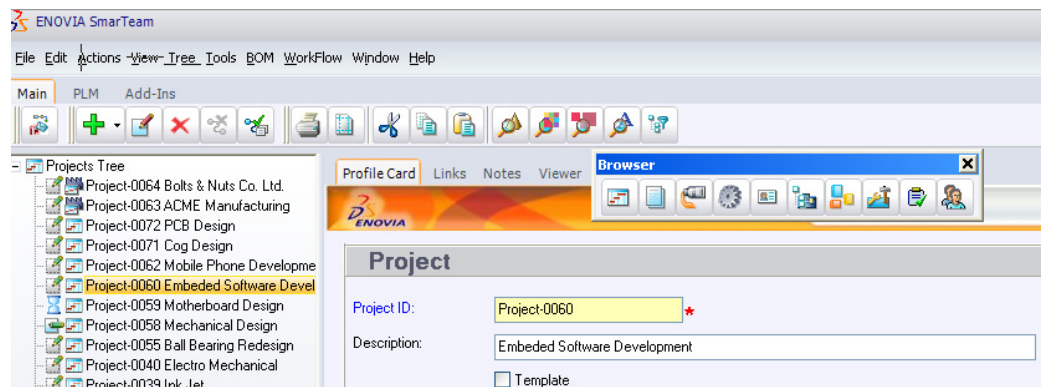 ENOVIA SmarTeam
File Edit Actions View Tree Tools BOM WorkFlow Window Help
Main PLM Add-Ins
Projects Tree
Project-0064 Bolts & Nuts Co. Ltd.
Project-0063 ACME Manufacturing
Project-0072 PCB Design
Project-0071 Cog Design
Project-0062 Mobile Phone Developme
Project-0060 Embeded Software Devel
Project-0059 Motherboard Design
Project-0058 Mechanical Design
Project-0055 Ball Bearing Redesign
Project-0040 Electro Mechanical
Project-0039 Ink Jet
Profile Card Links Notes Viewer
Browser
ENOVIA
Project
Project ID: Project-0060 *
Description: Embeded Software Development
Template